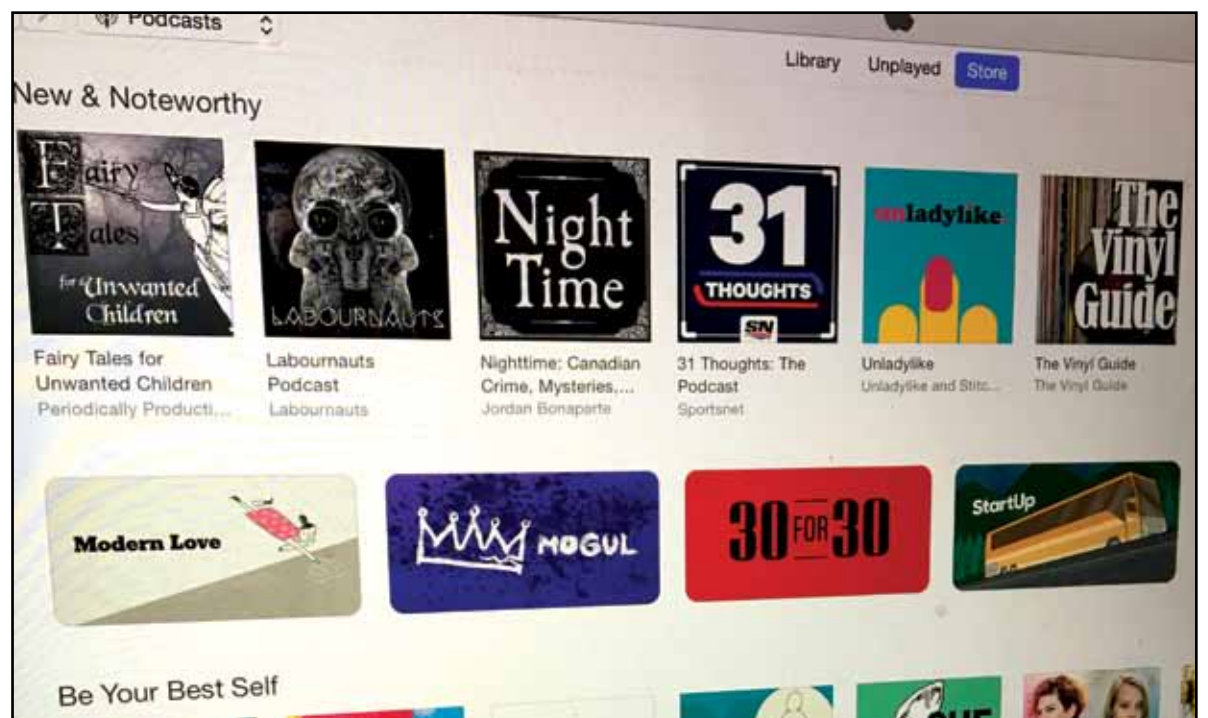 Podcasts
Library Unplayed Store
New & Noteworthy
Fairy
Tales
for Unwanted
Children
LABOURNAUTS
Night
Time
31
THOUGHTS
SN
unladylike
The
Vinyl
Guide
Fairy Tales for
Unwanted Children
Periodically Producti...
Labournauts
Podcast
Labournauts
Nighttime: Canadian
Crime, Mysteries,...
Jordan Bonaparte
31 Thoughts: The
Podcast
Sportsnet
Unladylike
Unladylike and Stitc...
The Vinyl Guide
The Vinyl Guide
Modern Love
MOGUL
30 FOR 30
StartUp
Be Your Best Self